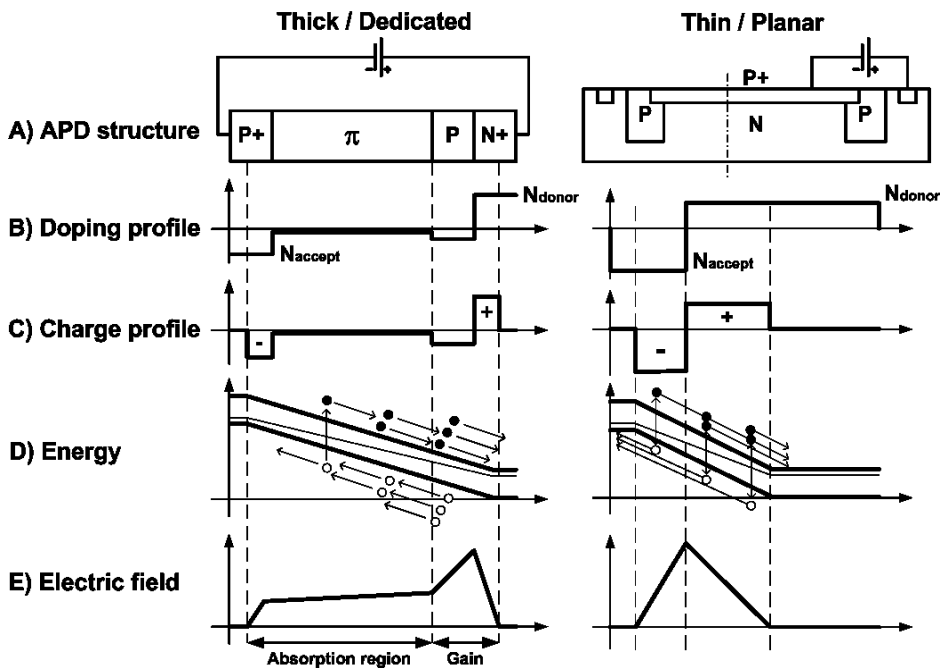 Thick / Dedicated
Thin / Planar
- +
- +
P+
A) APD structure
P+
π
P
N+
P
N
P
B) Doping profile
Ndonor
Naccept
Ndonor
Naccept
C) Charge profile
-
+
-
+
D) Energy
E) Electric field
Absorption region
Gain